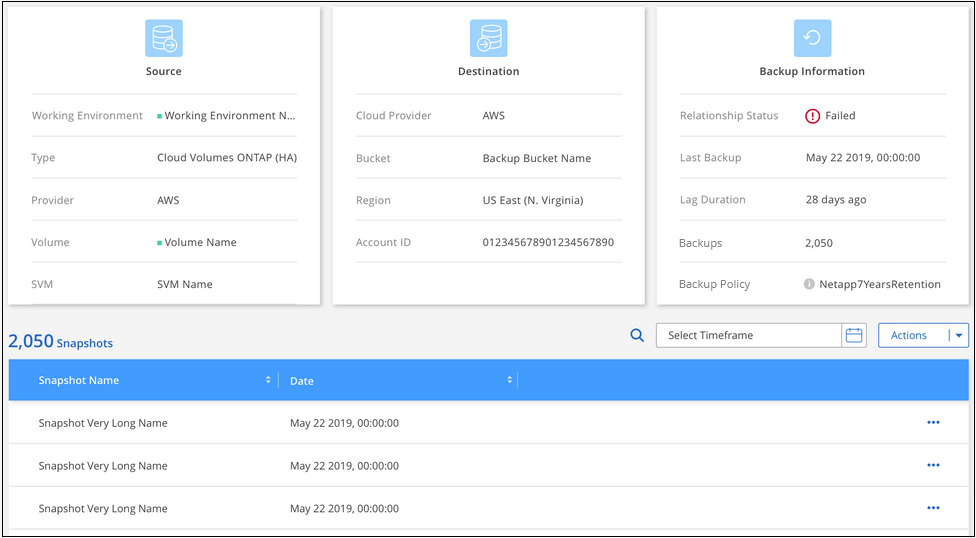 Source
Working Environment Working Environment N...
Type Cloud Volumes ONTAP (HA)
Provider AWS
Volume Volume Name
SVM SVM Name
Destination
Cloud Provider AWS
Bucket Backup Bucket Name
Region US East (N. Virginia)
Account ID 012345678901234567890
Backup Information
Relationship Status Failed
Last Backup May 22 2019, 00:00:00
Lag Duration 28 days ago
Backups 2,050
Backup Policy Netapp7YearsRetention
2,050 Snapshots
Select Timeframe
Actions
Snapshot Name Date
Snapshot Very Long Name May 22 2019, 00:00:00
Snapshot Very Long Name May 22 2019, 00:00:00
Snapshot Very Long Name May 22 2019, 00:00:00